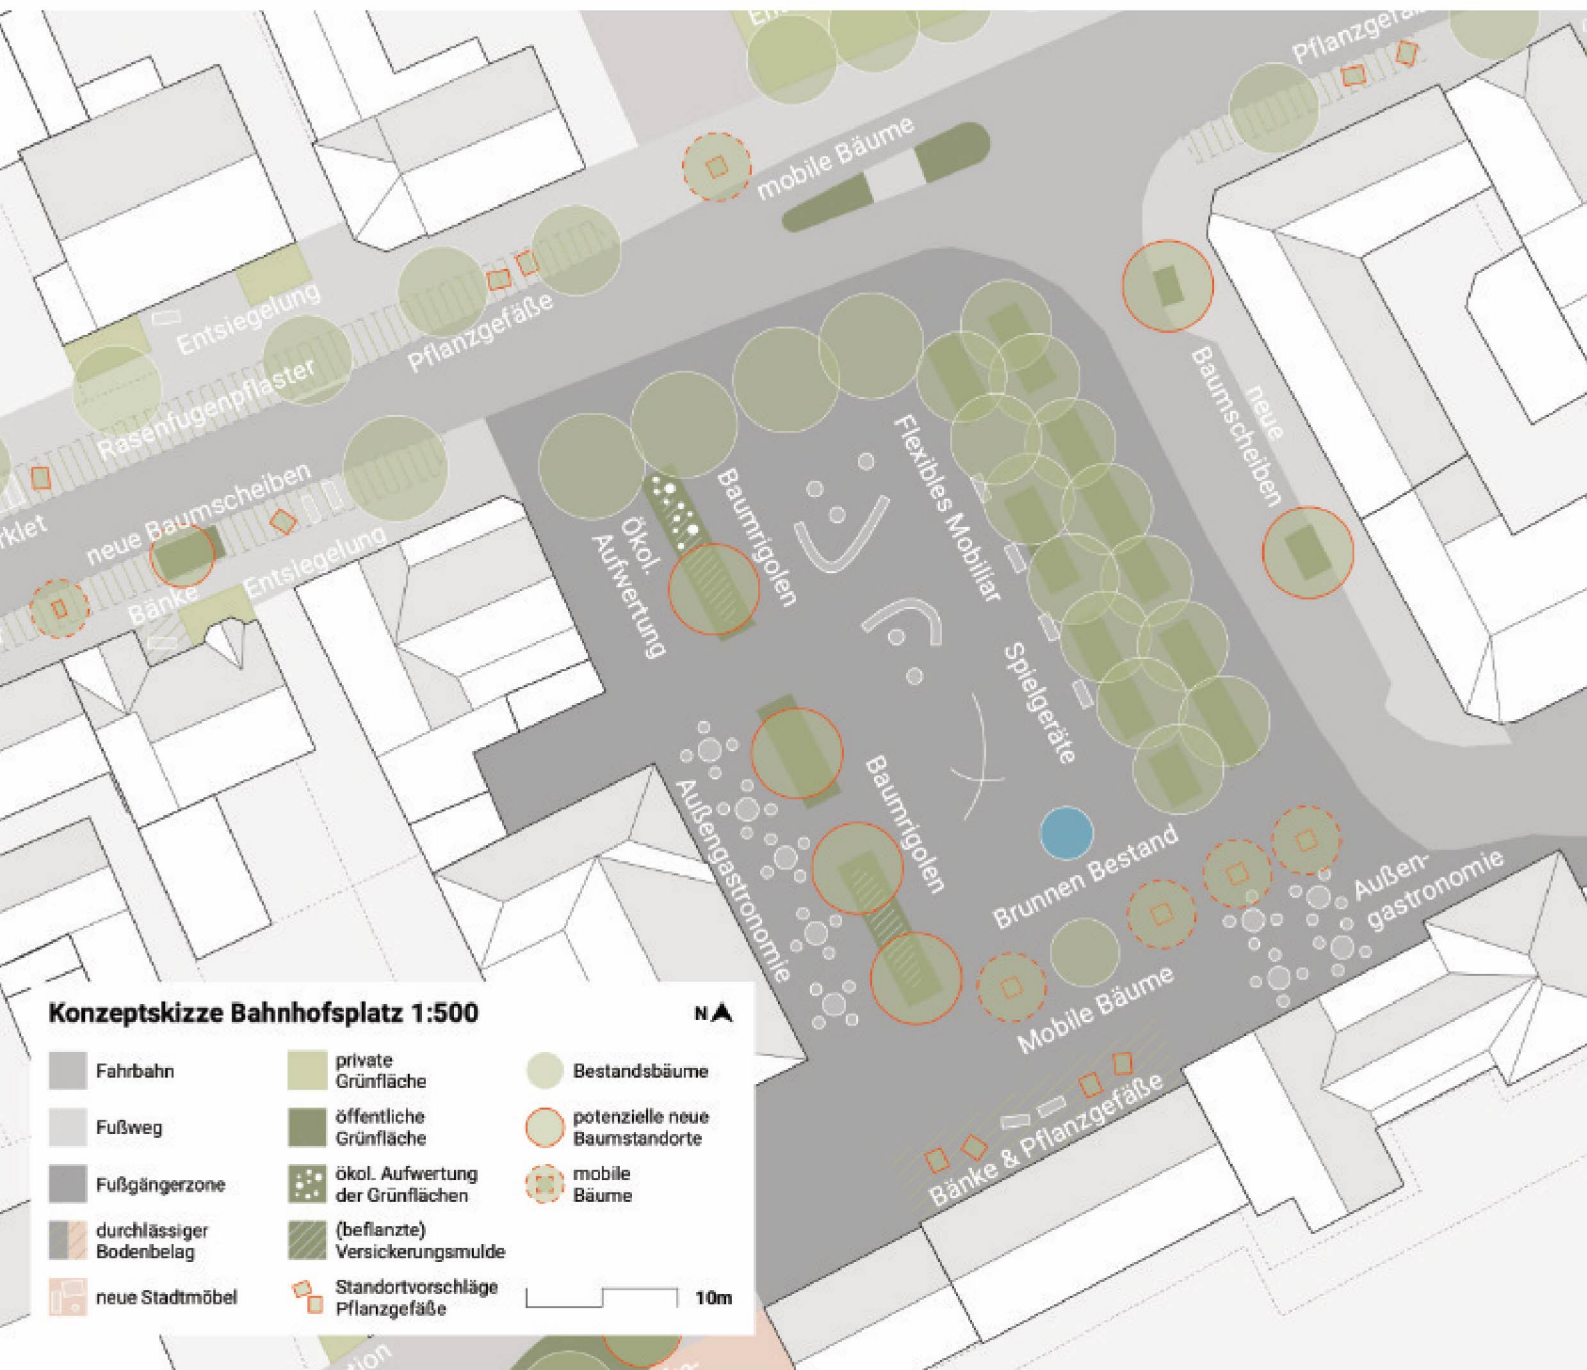 mobile Bäume
Entsiegelung
Pflanzgefäße
Rasenfugenpflaster
neue Baumscheiben
Entsiegelung
Bänke
neue
Baumscheiben
Flexibles Mobiliar
Baumrigolen
Ökol.
Aufwertung
Spielgeräte
Außengastronomie
Baumrigolen
Brunnen Bestand
Außen-
gastronomie
Mobile Bäume
Bänke & Pflanzgefäße
Konzeptskizze Bahnhofsplatz 1:500
N
Fahrbahn
Fußweg
Fußgängerzone
durchlässiger
Bodenbelag
neue Stadtmöbel
private
Grünfläche
öffentliche
Grünfläche
ökol. Aufwertung
der Grünflächen
(beflanzte)
Versickerungsmulde
Standortvorschläge
Pflanzgefäße
Bestandsbäume
potenzielle neue
Baumstandorte
mobile
Bäume
10m